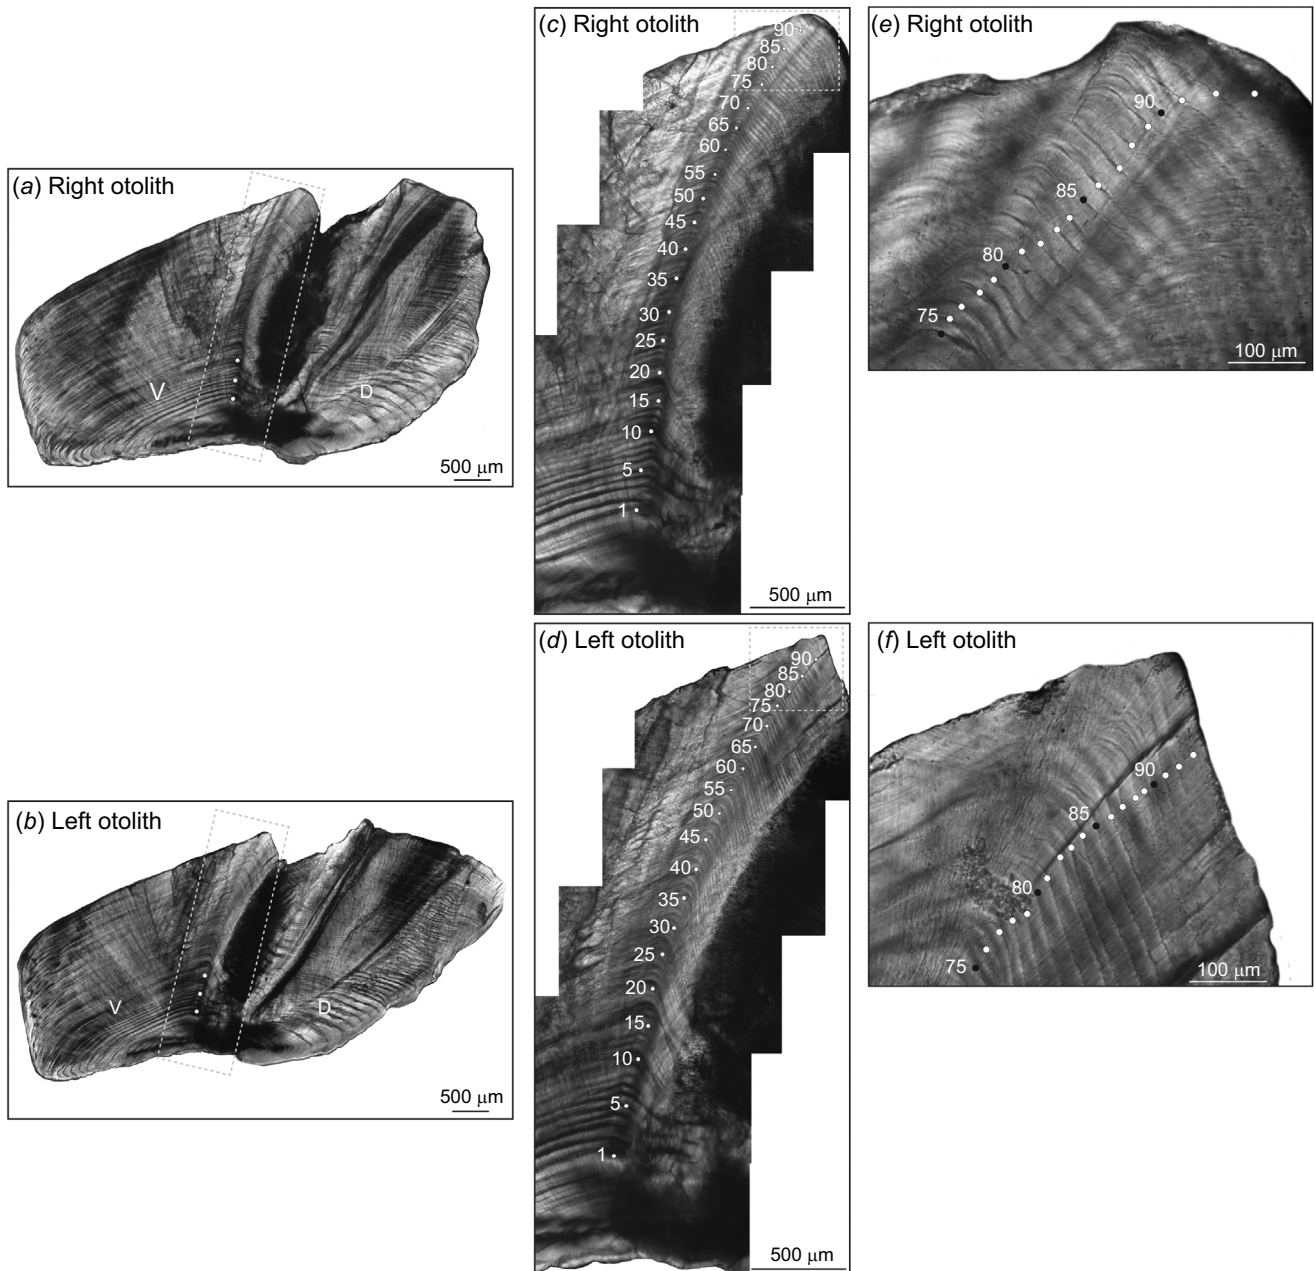 (a) Right otolith
V
D
500 μm
(b) Left otolith
V
D
500 μm
(c) Right otolith
90
85
80
75
70
65
60
55
50
45
40
35
30
25
20
15
10
5
1
500 μm
(d) Left otolith
90
85
80
75
70
65
60
55
50
45
40
35
30
25
20
15
10
5
1
500 μm
(e) Right otolith
90
85
80
75
100 μm
(f) Left otolith
90
85
80
75
100 μm